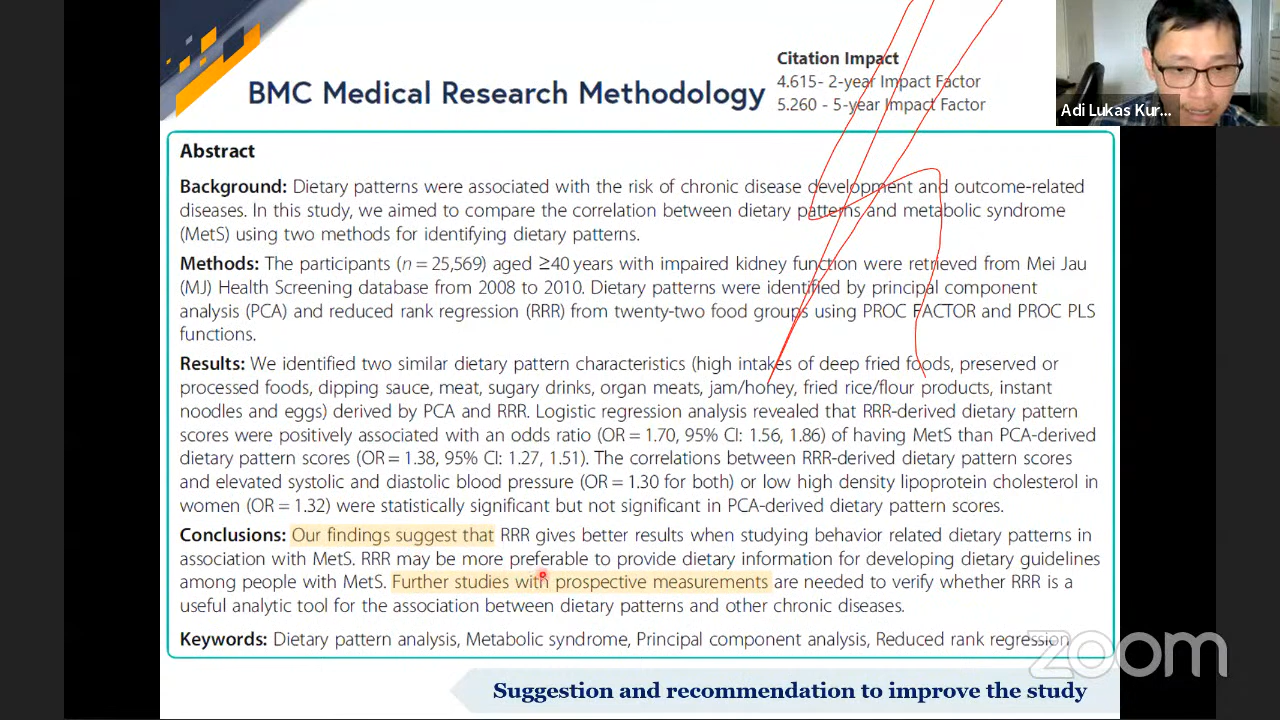 BMC Medical Research Methodology
Citation Impact
4.615- 2-year Impact Factor
5.260 - 5-year Impact Factor
Adi Lukas Kur...
Abstract
Background: Dietary patterns were associated with the risk of chronic disease development and outcome-related
diseases. In this study, we aimed to compare the correlation between dietary patterns and metabolic syndrome
(MetS) using two methods for identifying dietary patterns.
Methods: The participants (n = 25,569) aged ≥40 years with impaired kidney function were retrieved from Mei Jau
(MJ) Health Screening database from 2008 to 2010. Dietary patterns were identified by principal component
analysis (PCA) and reduced rank regression (RRR) from twenty-two food groups using PROC FACTOR and PROC PLS
functions.
Results: We identified two similar dietary pattern characteristics (high intakes of deep fried foods, preserved or
processed foods, dipping sauce, meat, sugary drinks, organ meats, jam/honey, fried rice/flour products, instant
noodles and eggs) derived by PCA and RRR. Logistic regression analysis revealed that RRR-derived dietary pattern
scores were positively associated with an odds ratio (OR = 1.70, 95% CI: 1.56, 1.86) of having MetS than PCA-derived
dietary pattern scores (OR = 1.38, 95% CI: 1.27, 1.51). The correlations between RRR-derived dietary pattern scores
and elevated systolic and diastolic blood pressure (OR = 1.30 for both) or low high density lipoprotein cholesterol in
women (OR = 1.32) were statistically significant but not significant in PCA-derived dietary pattern scores.
Conclusions: Our findings suggest that RRR gives better results when studying behavior related dietary patterns in
association with MetS. RRR may be more preferable to provide dietary information for developing dietary guidelines
among people with MetS. Further studies with prospective measurements are needed to verify whether RRR is a
useful analytic tool for the association between dietary patterns and other chronic diseases.
Keywords: Dietary pattern analysis, Metabolic syndrome, Principal component analysis, Reduced rank regression
zoom
Suggestion and recommendation to improve the study